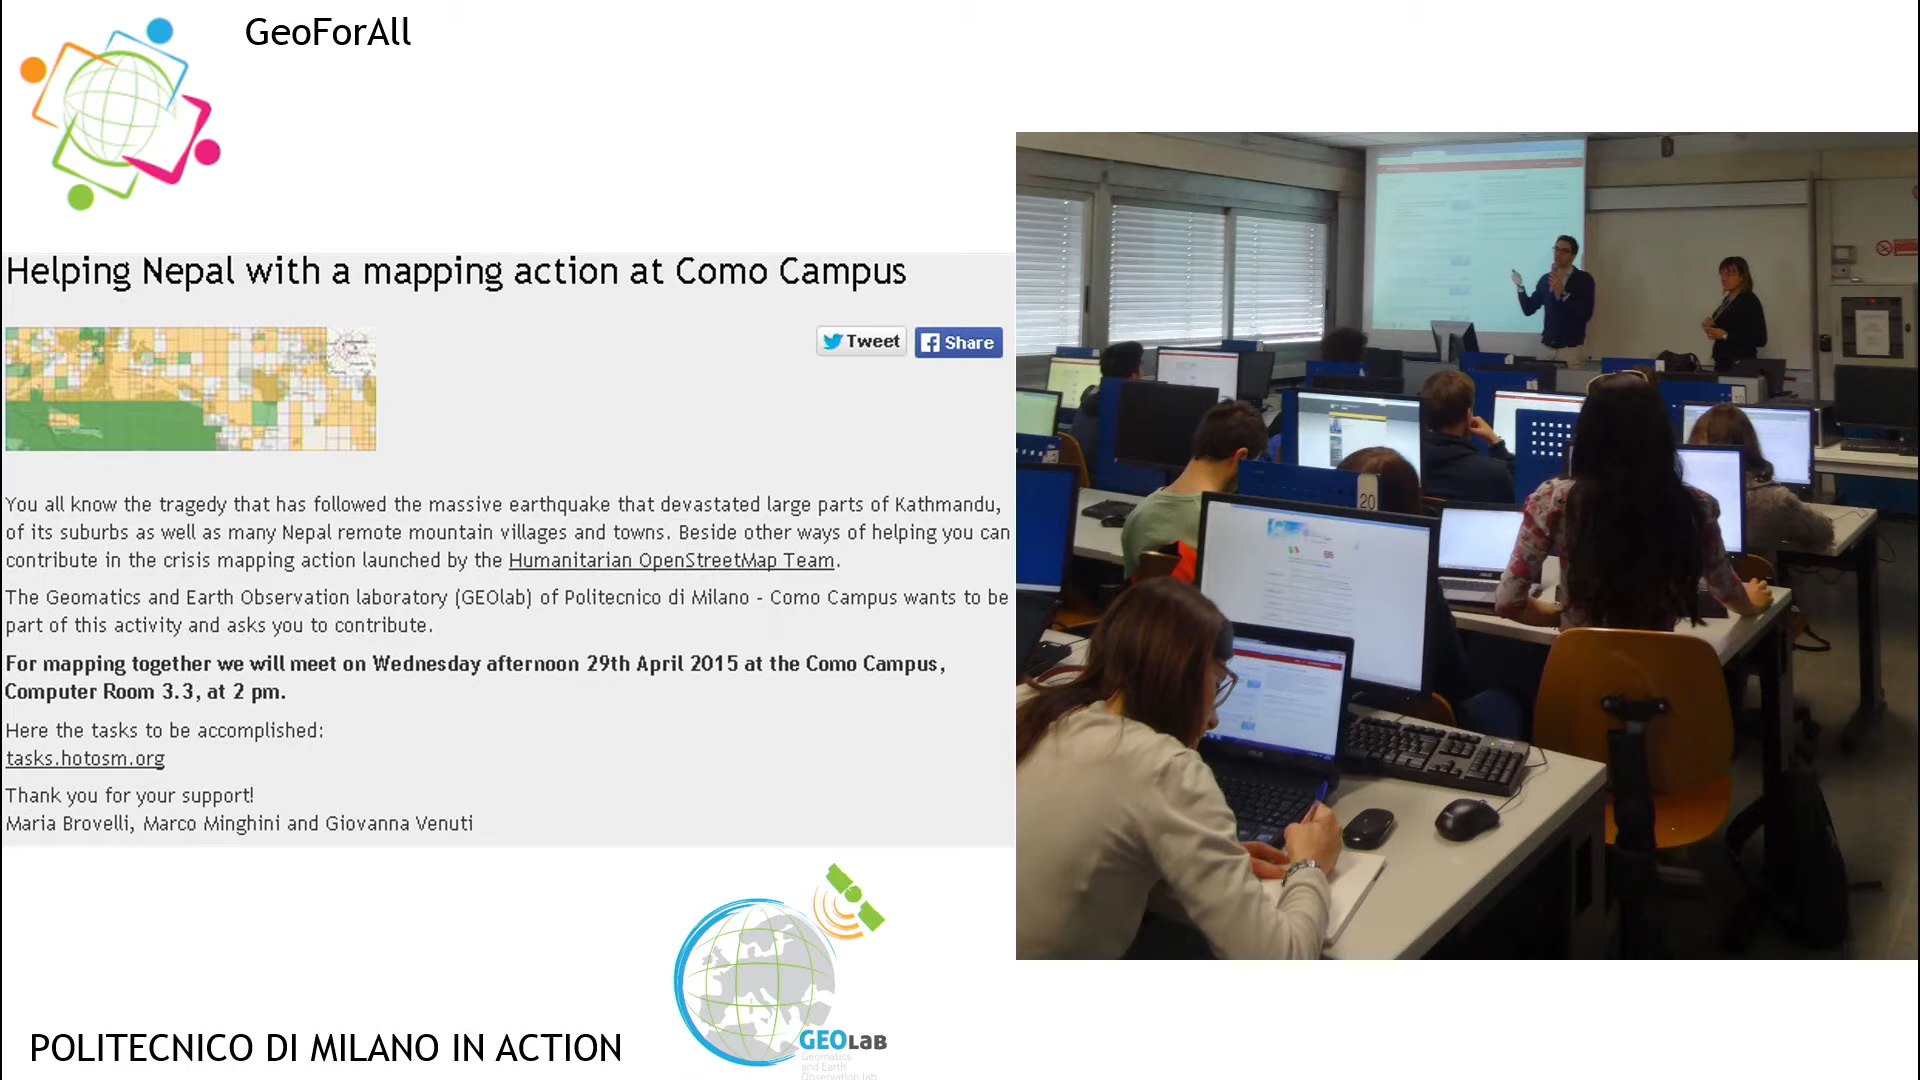 GeoForAll
Helping Nepal with a mapping action at Como Campus
Tweet
Share
You all know the tragedy that has followed the massive earthquake that devastated large parts of Kathmandu,
of its suburbs as well as many Nepal remote mountain villages and towns. Beside other ways of helping you can
contribute in the crisis mapping action launched by the Humanitarian OpenStreetMap Team.
The Geomatics and Earth Observation laboratory (GEOlab) of Politecnico di Milano - Como Campus wants to be
part of this activity and asks you to contribute.
For mapping together we will meet on Wednesday afternoon 29th April 2015 at the Como Campus,
Computer Room 3.3, at 2 pm.
Here the tasks to be accomplished:
tasks.hotosm.org
Thank you for your support!
Maria Brovelli, Marco Minghini and Giovanna Venuti
20
GEOLAB
Geomatics
and Earth
Observation lab
POLITECNICO DI MILANO IN ACTION